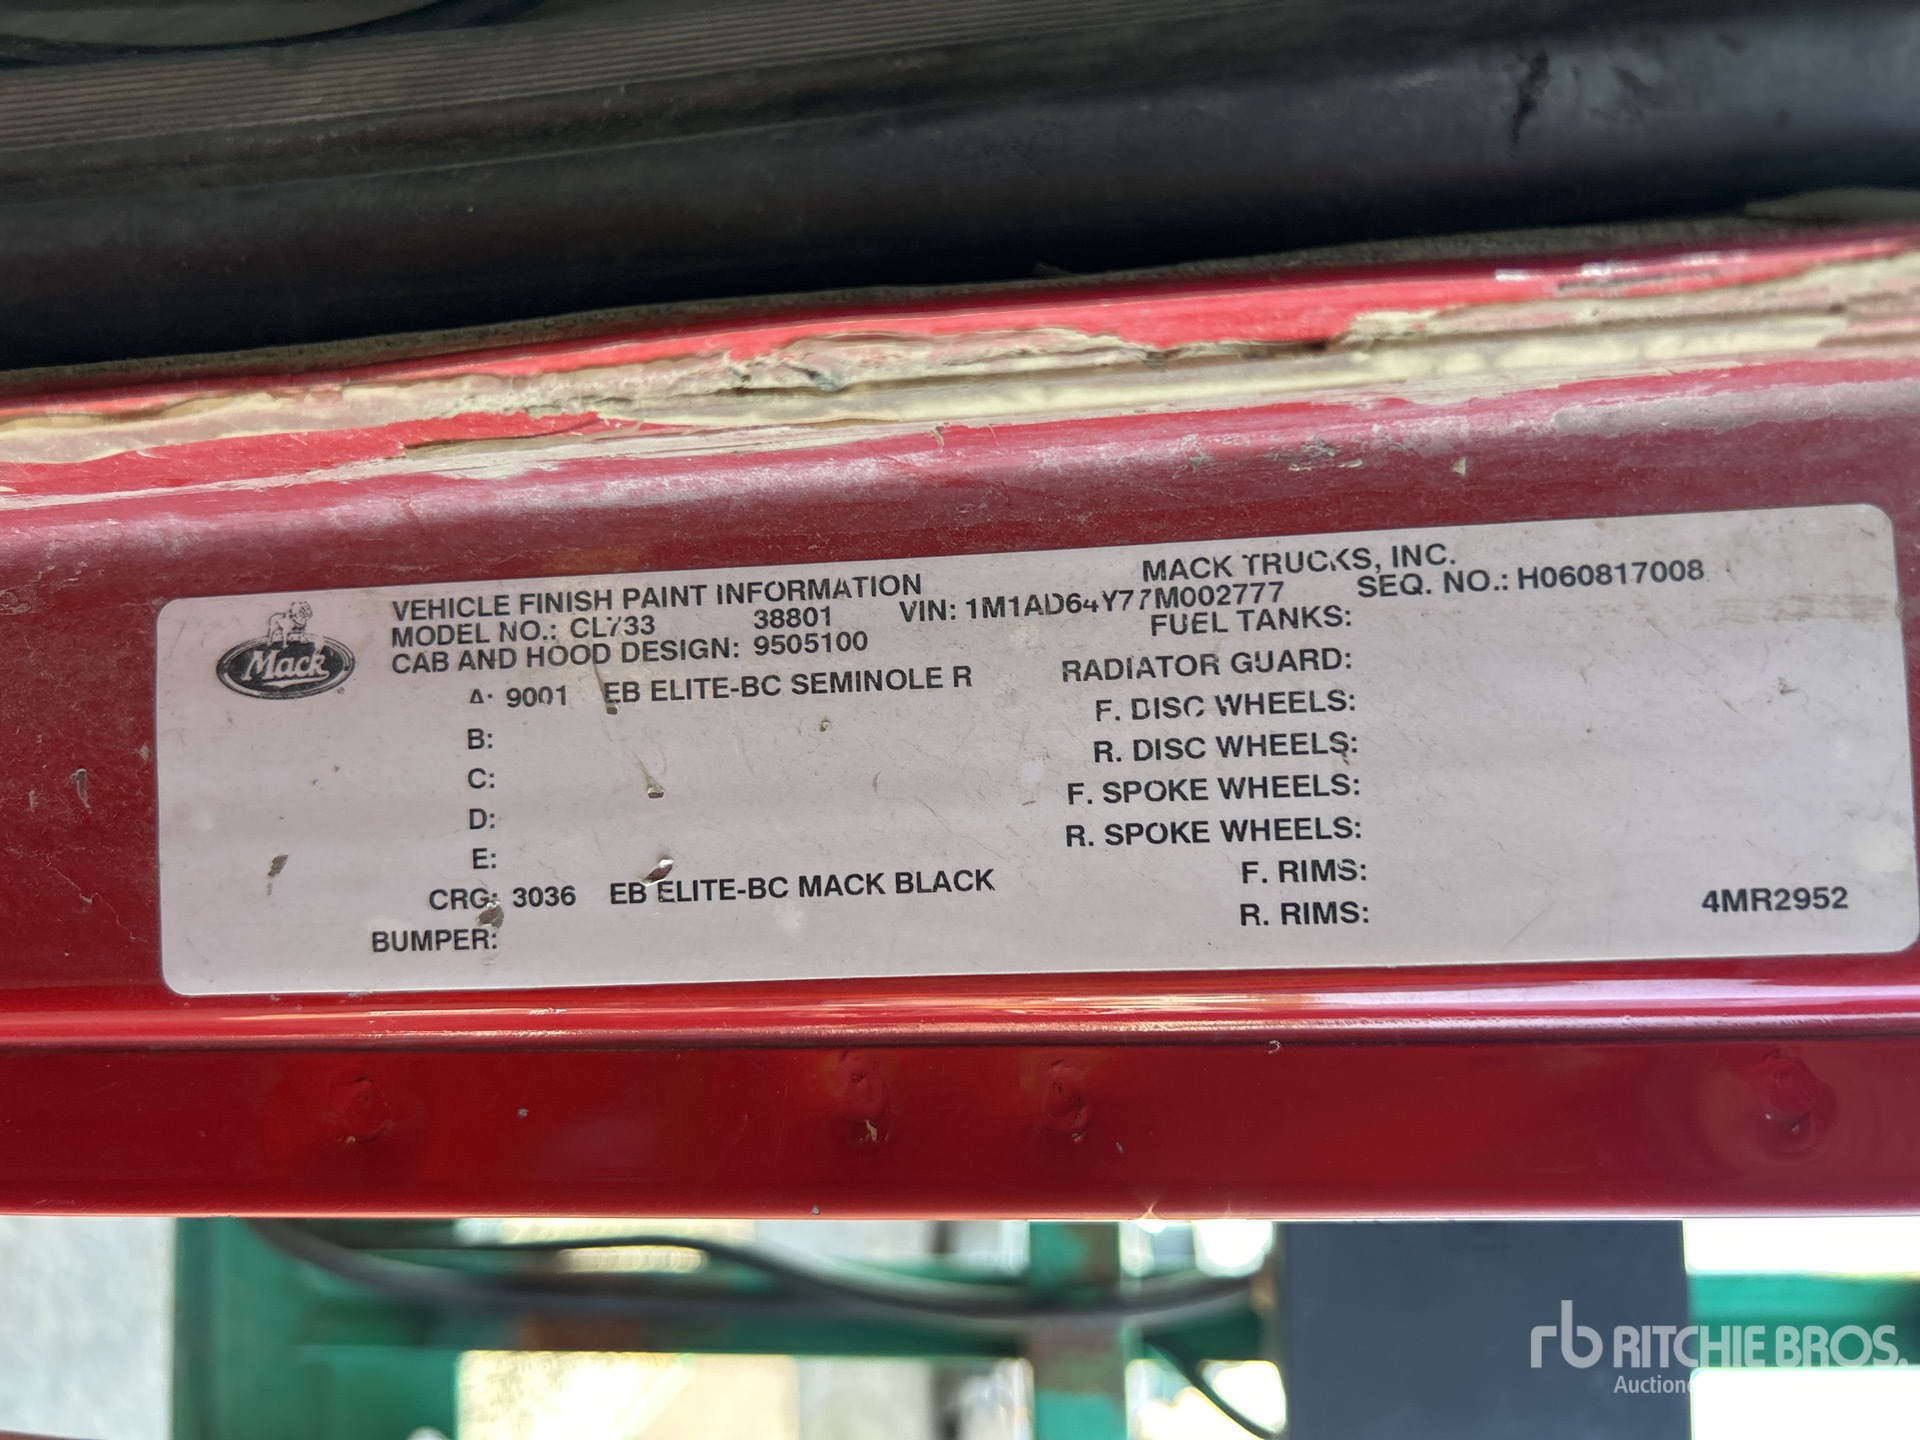 MACK TRUCKS, INC.
VEHICLE FINISH PAINT INFORMATION
MODEL NO.: CL733 38801 VIN: 1M1AD64Y77M002777 SEQ. NO.: H060817008
CAB AND HOOD DESIGN: 9505100 FUEL TANKS:
Mack
A: 9001 EB ELITE-BC SEMINOLE R RADIATOR GUARD:
F. DISC WHEELS:
B: R. DISC WHEELS:
C: F. SPOKE WHEELS:
D: R. SPOKE WHEELS:
E: F. RIMS:
CRG: 3036 EB ELITE-BC MACK BLACK R. RIMS: 4MR2952
BUMPER:
rb RITCHIE BROS.